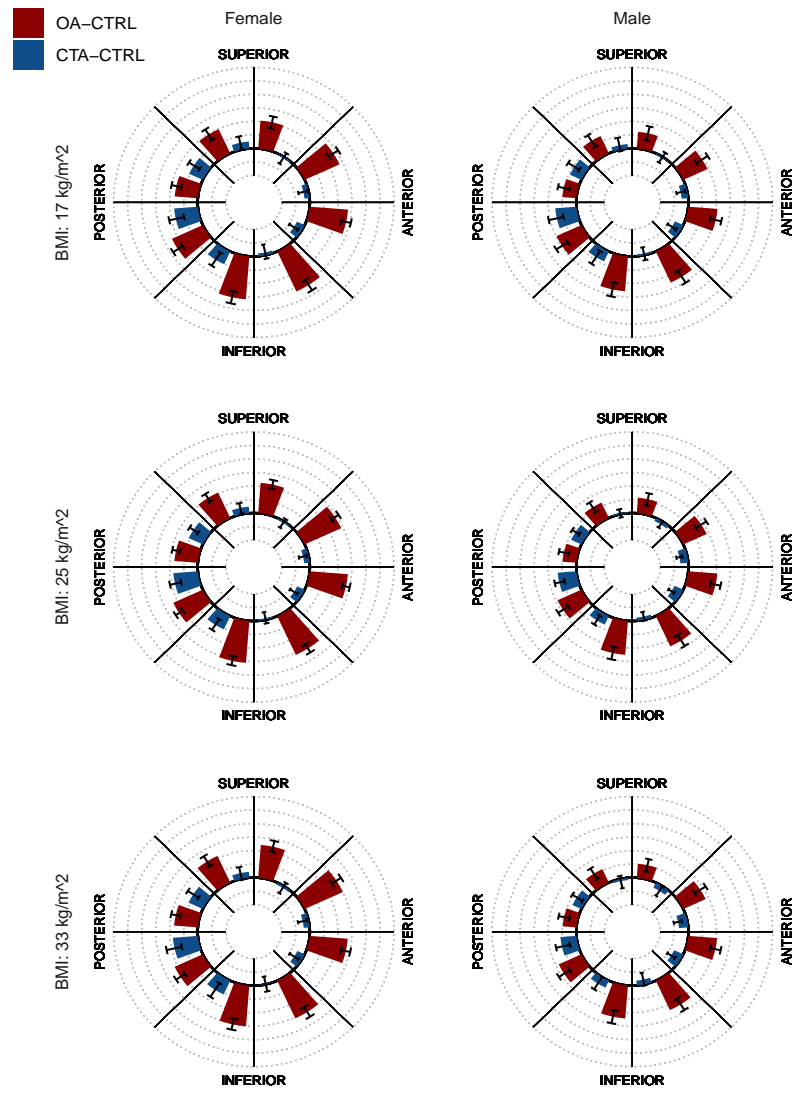 OA−CTRL
CTA−CTRL
Female
Male
BMI: 17 kg/m^2
SUPERIOR
POSTERIOR
ANTERIOR
INFERIOR
SUPERIOR
POSTERIOR
ANTERIOR
INFERIOR
BMI: 25 kg/m^2
SUPERIOR
POSTERIOR
ANTERIOR
INFERIOR
SUPERIOR
POSTERIOR
ANTERIOR
INFERIOR
BMI: 33 kg/m^2
SUPERIOR
POSTERIOR
ANTERIOR
INFERIOR
SUPERIOR
POSTERIOR
ANTERIOR
INFERIOR